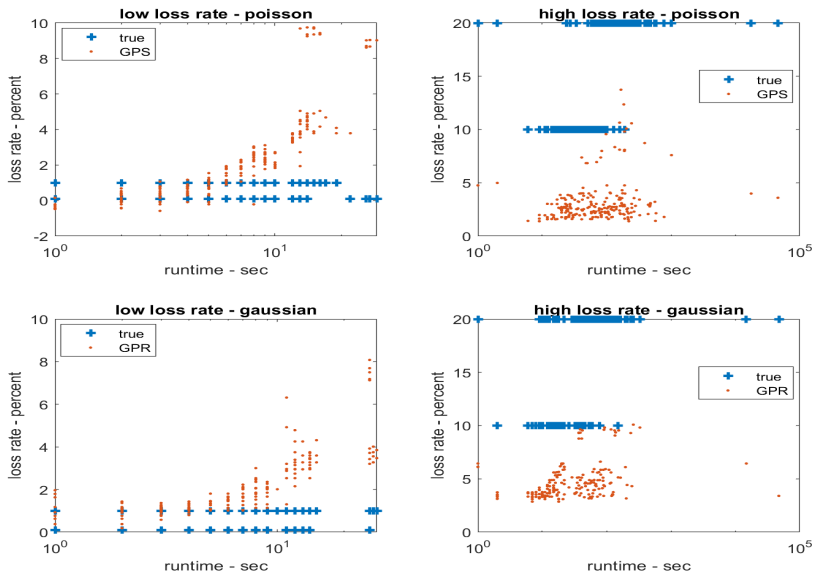 low loss rate - poisson
10
8
6
4
2
0
-2
loss rate - percent
true
GPS
10^0
10^1
runtime - sec
high loss rate - poisson
20
15
10
5
0
loss rate - percent
true
GPS
10^0
10^5
runtime - sec
low loss rate - gaussian
10
8
6
4
2
0
loss rate - percent
true
GPR
10^0
10^1
runtime - sec
high loss rate - gaussian
20
15
10
5
0
loss rate - percent
true
GPR
10^0
10^5
runtime - sec